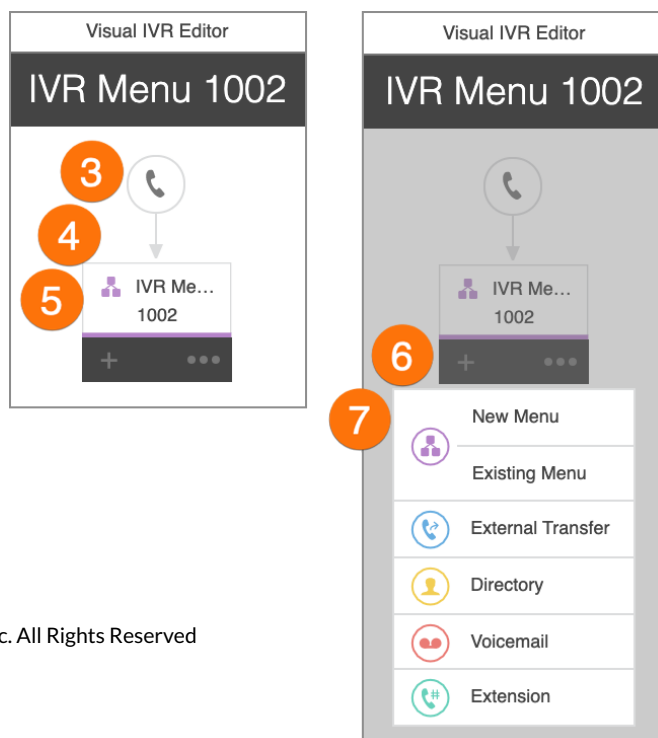 Visual IVR Editor
IVR Menu 1002
3
4
5
IVR Me...
1002
Visual IVR Editor
IVR Menu 1002
IVR Me...
1002
6
7
New Menu
Existing Menu
External Transfer
Directory
Voicemail
Extension
c. All Rights Reserved